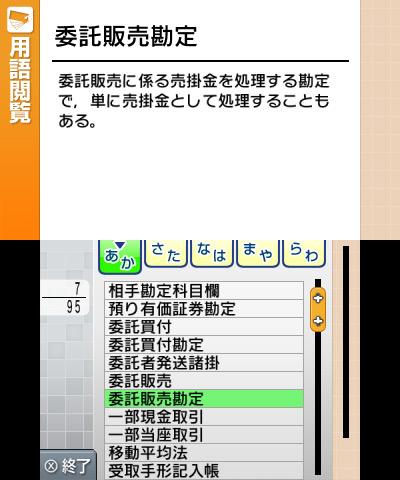 用語閲覧
委託販売勘定
委託販売に係る売掛金を処理する勘定
で，単に売掛金として処理することも
ある。
あか
さた
なは
まや
らわ
7
95
相手勘定科目欄
預り有価証券勘定
委託買付
委託買付勘定
委託者発送諸掛
委託販売
委託販売勘定
一部現金取引
一部当座取引
移動平均法
受取手形記入帳
Ⓧ終了